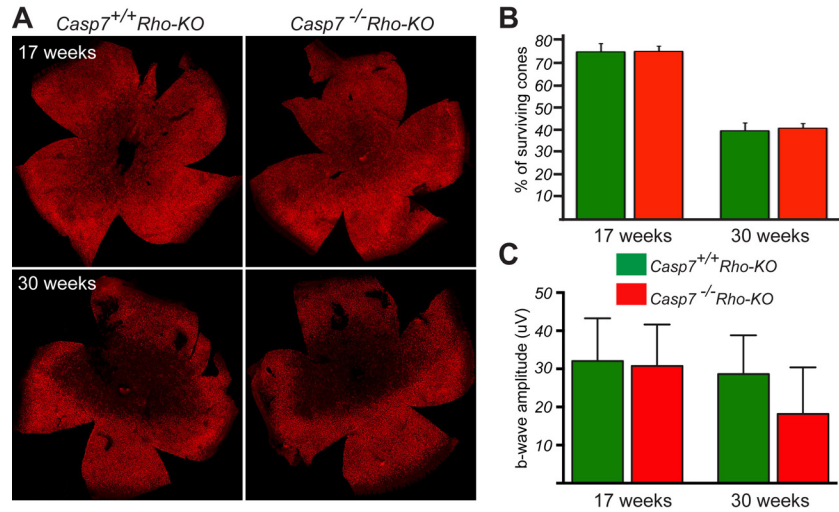 A
Casp7 +/+ Rho-KO
Casp7 -/- Rho-KO
17 weeks
30 weeks
B
% of surviving cones
80
70
60
50
40
30
20
10
17 weeks
30 weeks
C
Casp7 +/+ Rho-KO
Casp7 -/- Rho-KO
b-wave amplitude (uV)
50
40
30
20
10
17 weeks
30 weeks